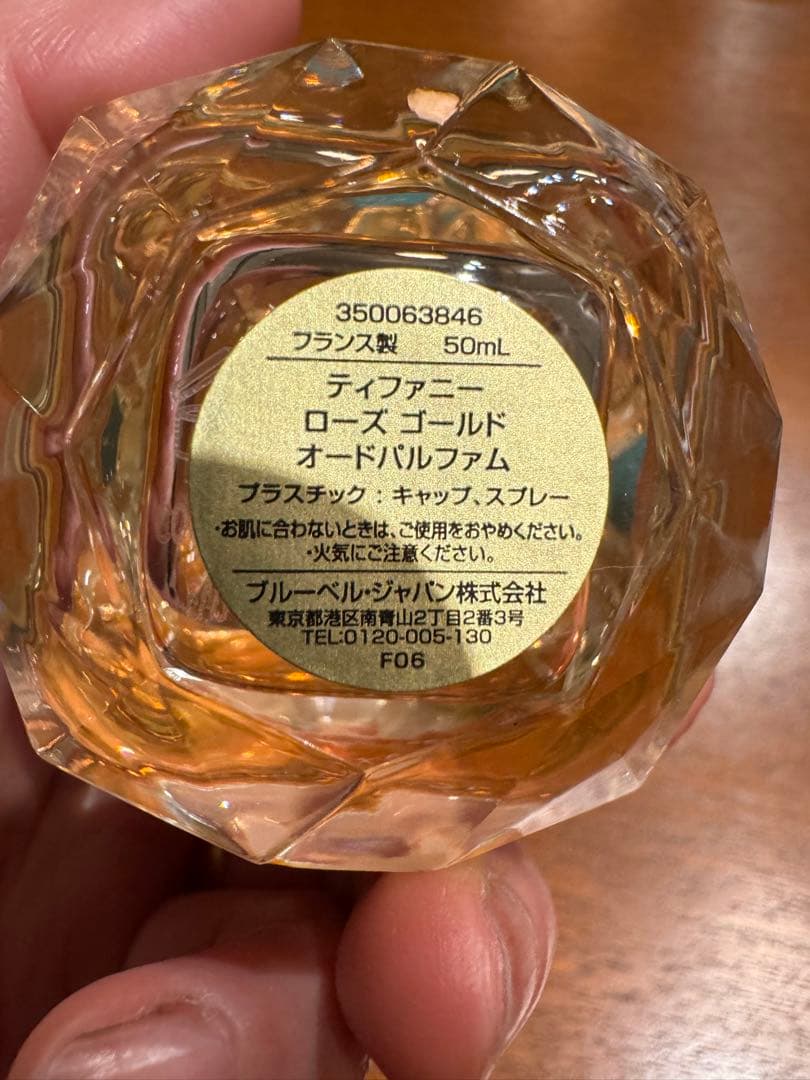 350063846
フランス製 50mL
ティファニー
ローズ ゴールド
オードパルファム
プラスチック：キャップ、スプレー
・お肌に合わないときは、ご使用をおやめください。
・火気にご注意ください。
ブルーベル・ジャパン株式会社
東京都港区南青山2丁目2番3号
TEL:0120-005-130
F06